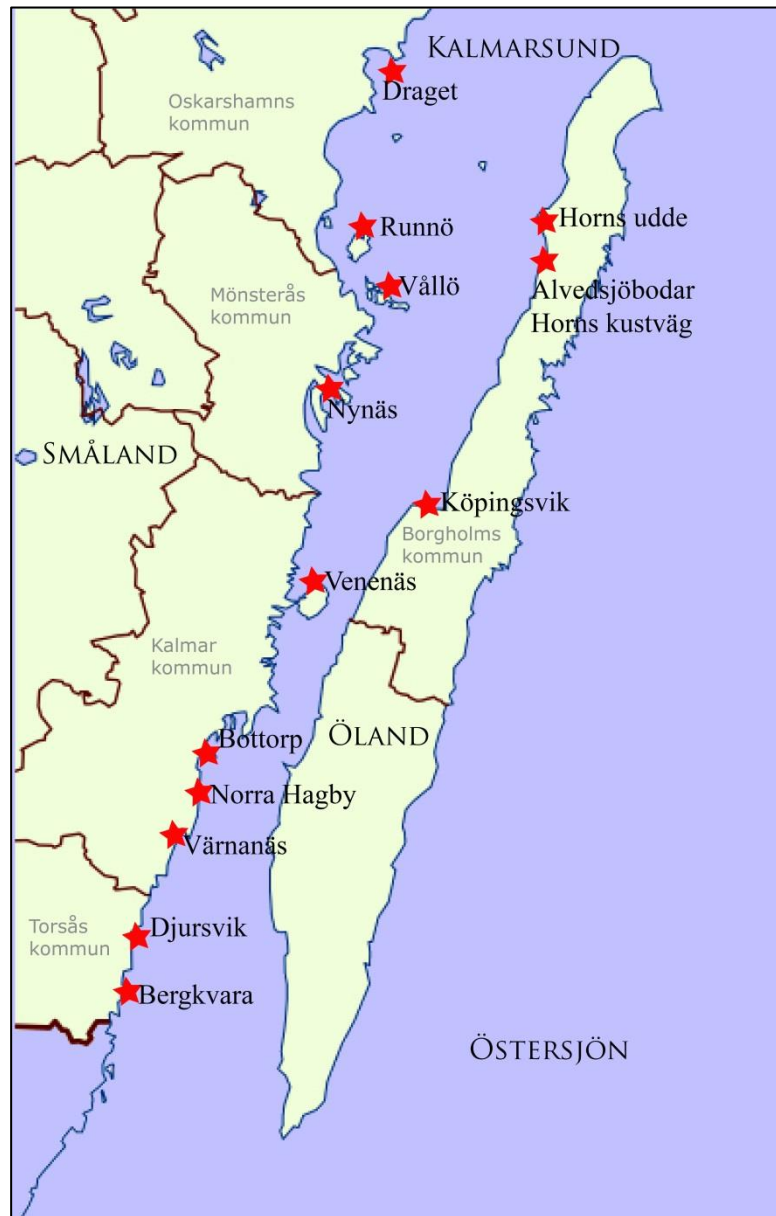 KALMARSUND
Draget
Oskarshamns
kommun
Runnö
Horns udde
Vållö
Alvedsjöbodar
Horns kustväg
Mönsterås
kommun
Nynäs
SMÅLAND
Köpingsvik
Borgholms
kommun
Venenäs
Kalmar
kommun
Bottorp
ÖLAND
Norra Hagby
Värnanäs
Torsås
kommun
Djursvik
Bergkvara
ÖSTERSJÖN